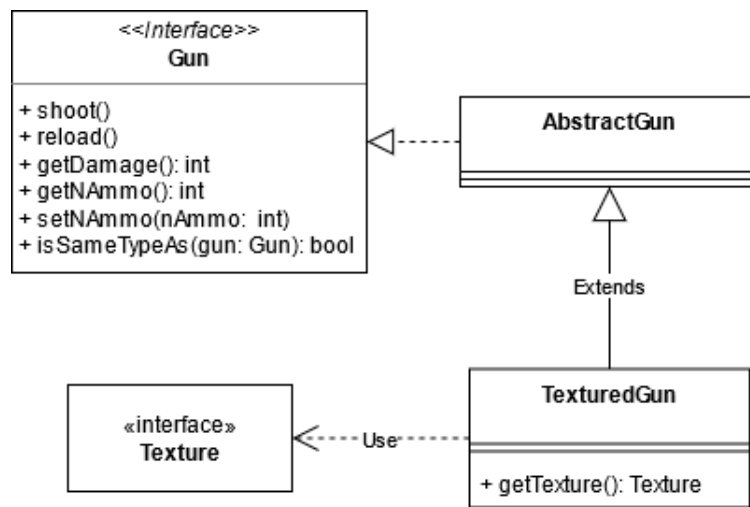 <<Interface>>
Gun
+ shoot()
+ reload()
+ getDamage(): int
+ getNAmmo(): int
+ setNAmmo(nAmmo: int)
+ isSameTypeAs(gun: Gun): bool
AbstractGun
Extends
«interface»
Texture
Use
TexturedGun
+ getTexture(): Texture